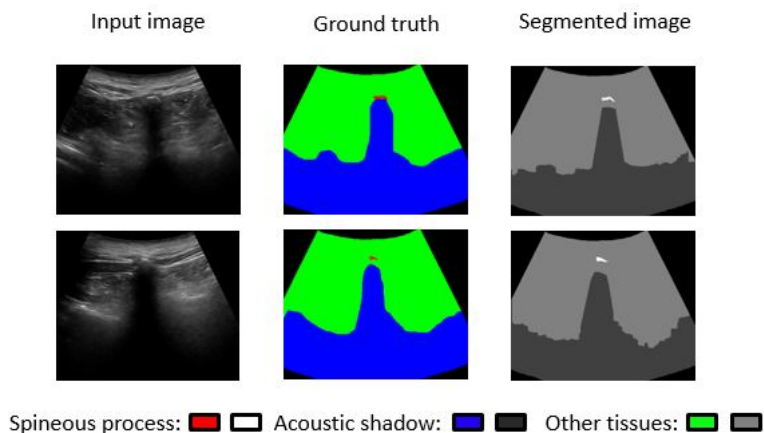 Input image Ground truth Segmented image
Spineous process: Acoustic shadow: Other tissues: